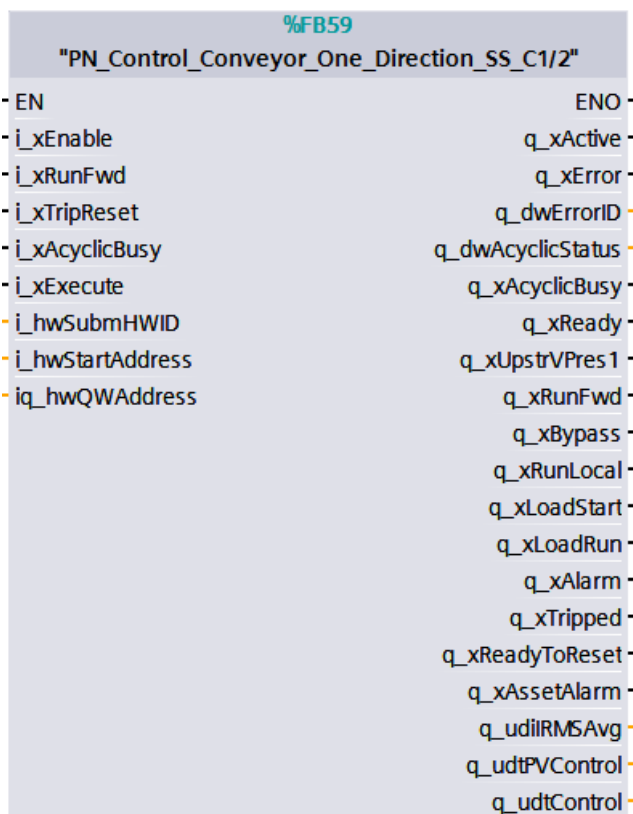 %FB59
"PN_Control_Conveyor_One_Direction_SS_C1/2"
EN ENO
i_xEnable q_xActive
i_xRunFwd q_xError
i_xTripReset q_dwErrorID
i_xAcyclicBusy q_dwAcyclicStatus
i_xExecute q_xAcyclicBusy
i_hwSubmHWID q_xReady
i_hwStartAddress q_xUpstrVPres1
iq_hwQWAddress q_xRunFwd
q_xBypass
q_xRunLocal
q_xLoadStart
q_xLoadRun
q_xAlarm
q_xTripped
q_xReadyToReset
q_xAssetAlarm
q_udiIRMSAvg
q_udtPVControl
q_udtControl